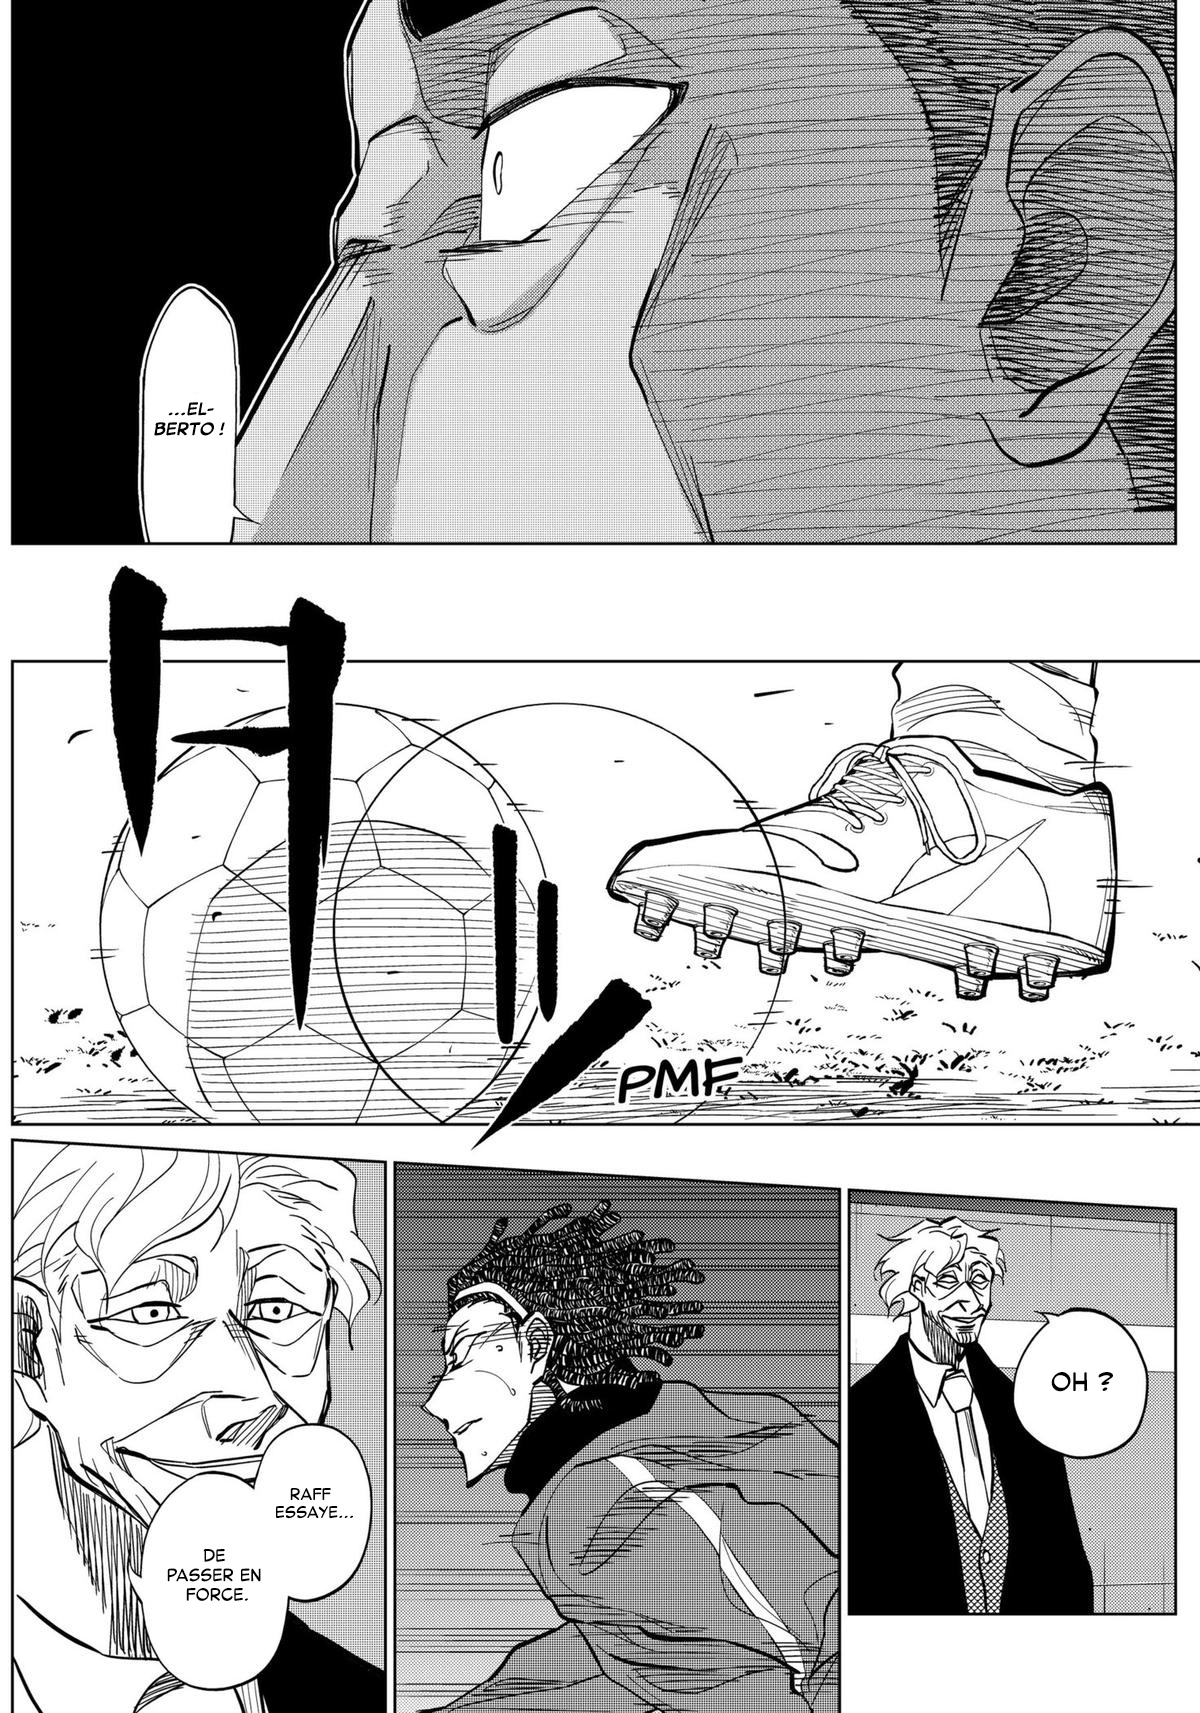 ...EL-
BERTO !
PMF
OH ?
RAFF
ESSAYE...
DE
PASSER EN
FORCE.